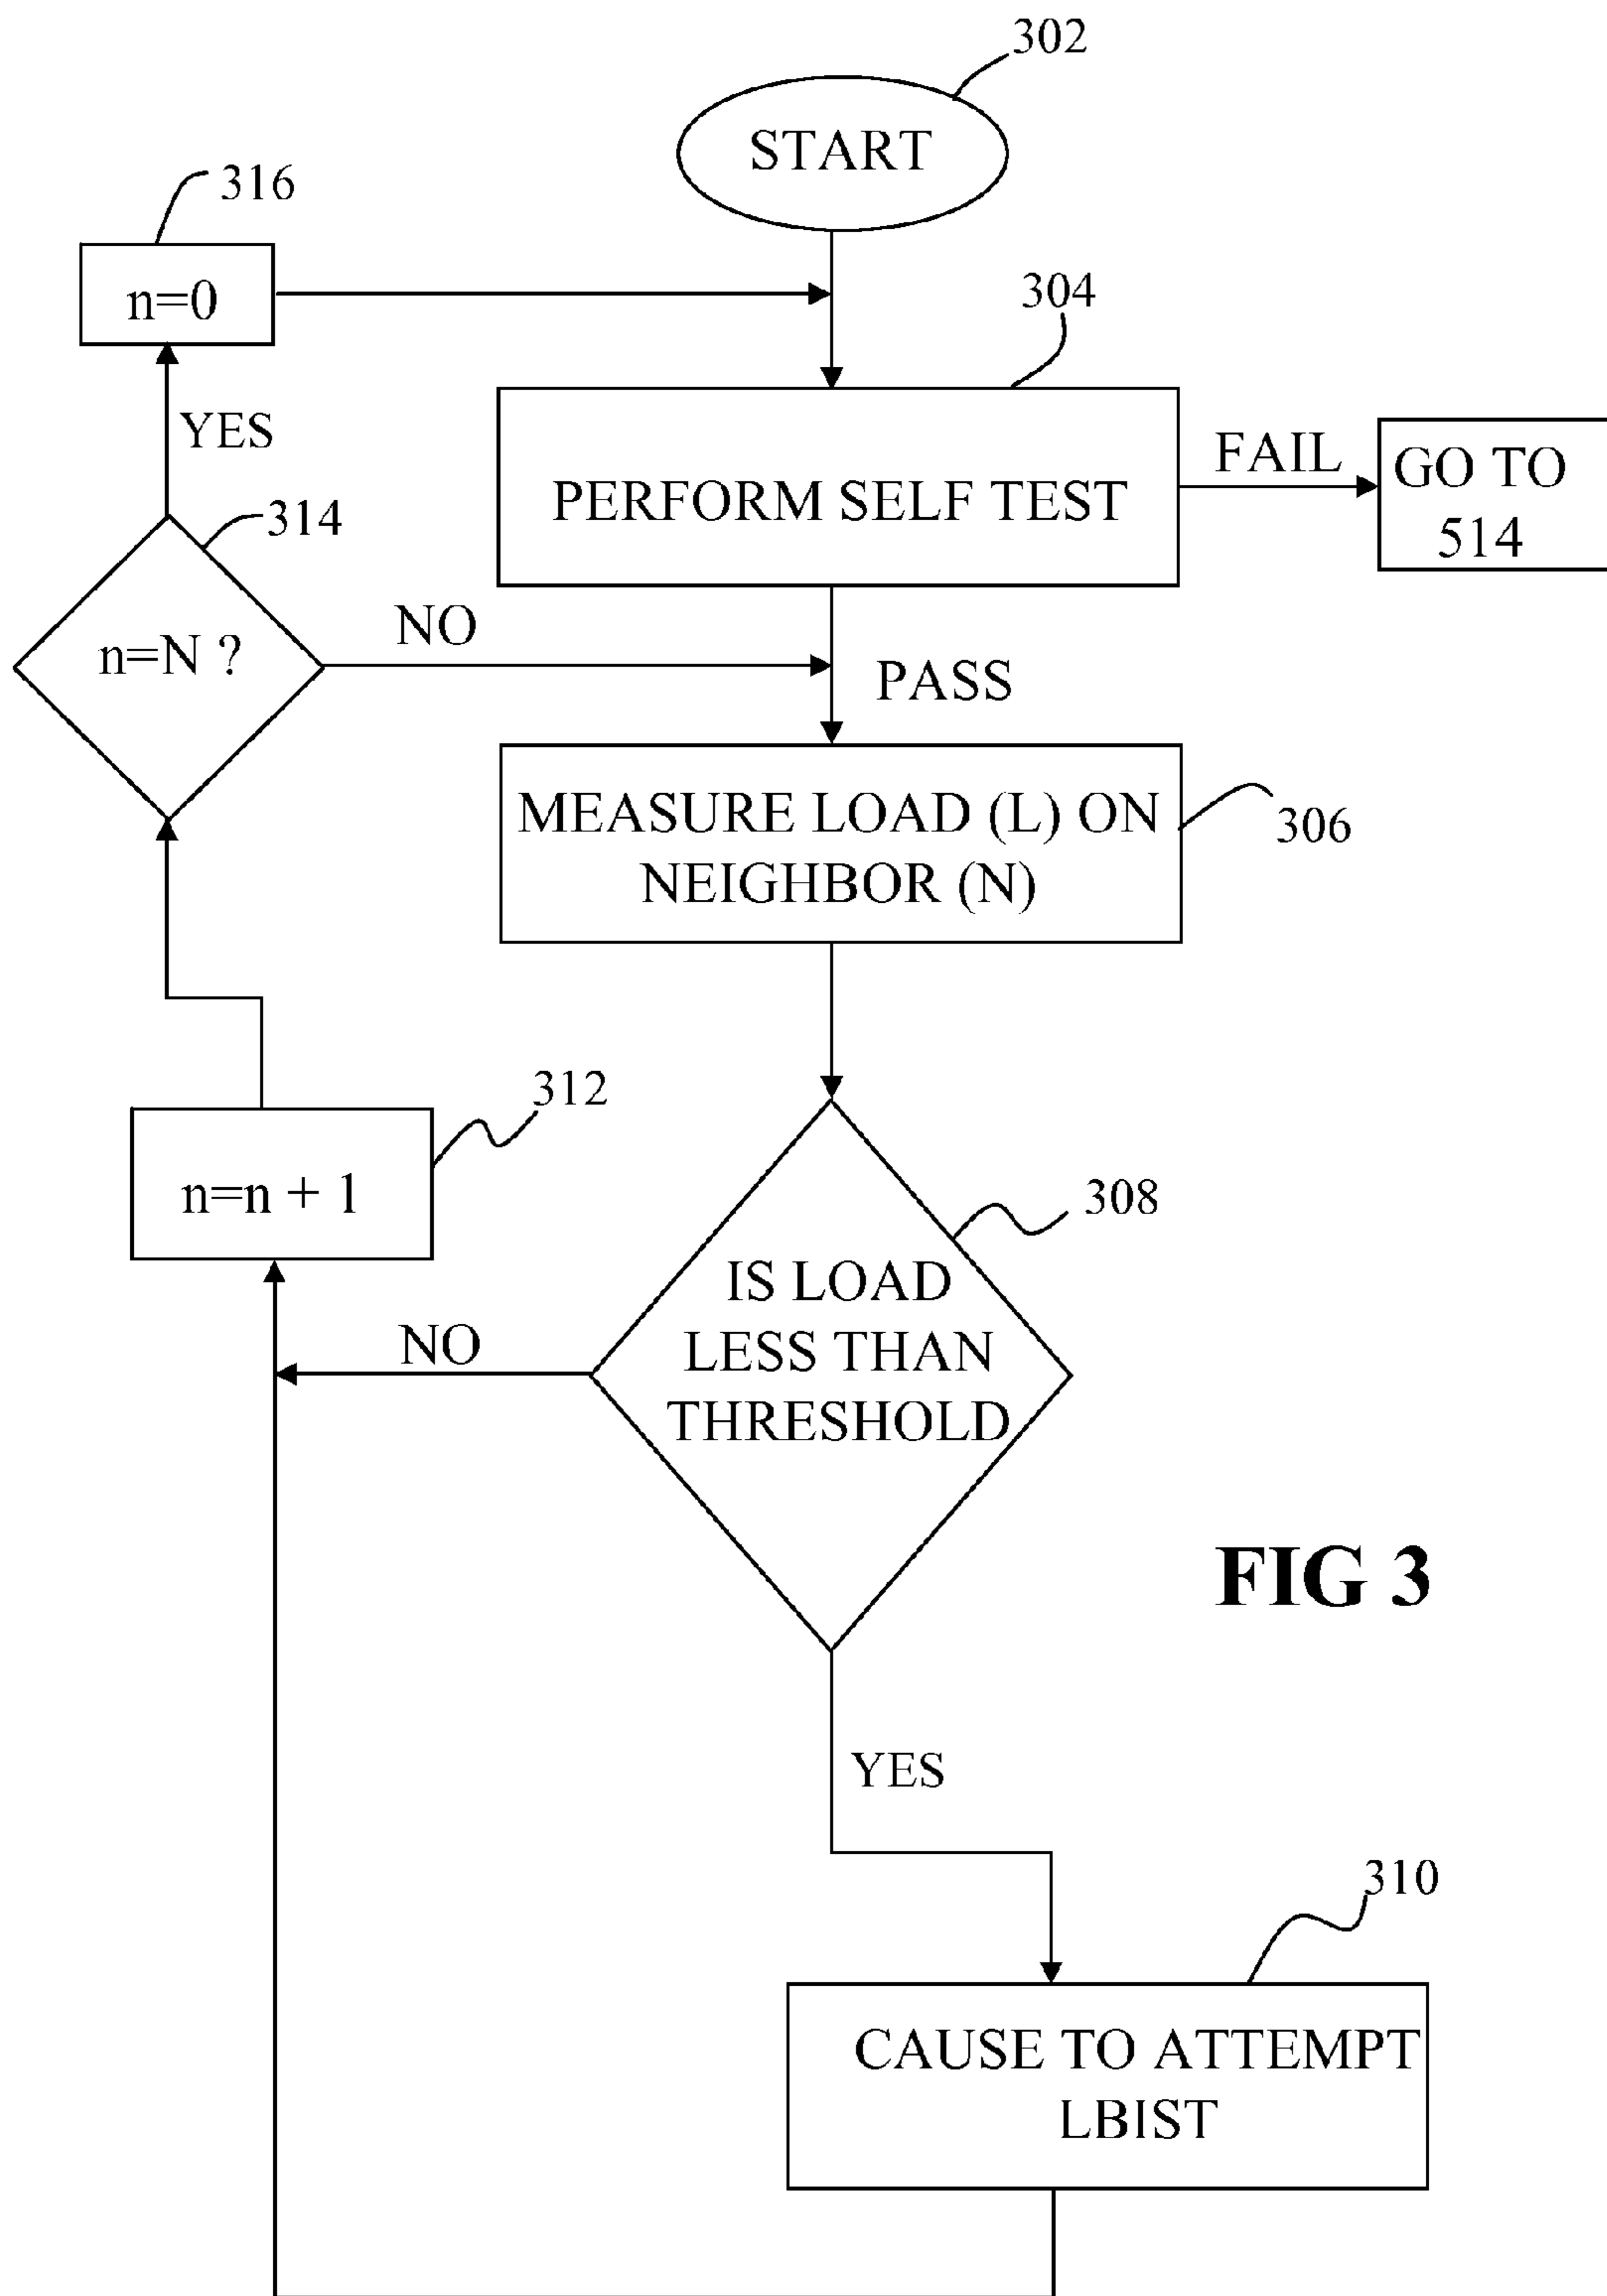 302
START
316
n=0
304
YES
PERFORM SELF TEST
FAIL
GO TO
514
314
n=N ?
NO
PASS
MEASURE LOAD (L) ON
NEIGHBOR (N)
306
312
n=n + 1
308
IS LOAD
LESS THAN
THRESHOLD
NO
FIG 3
YES
310
CAUSE TO ATTEMPT
LBIST